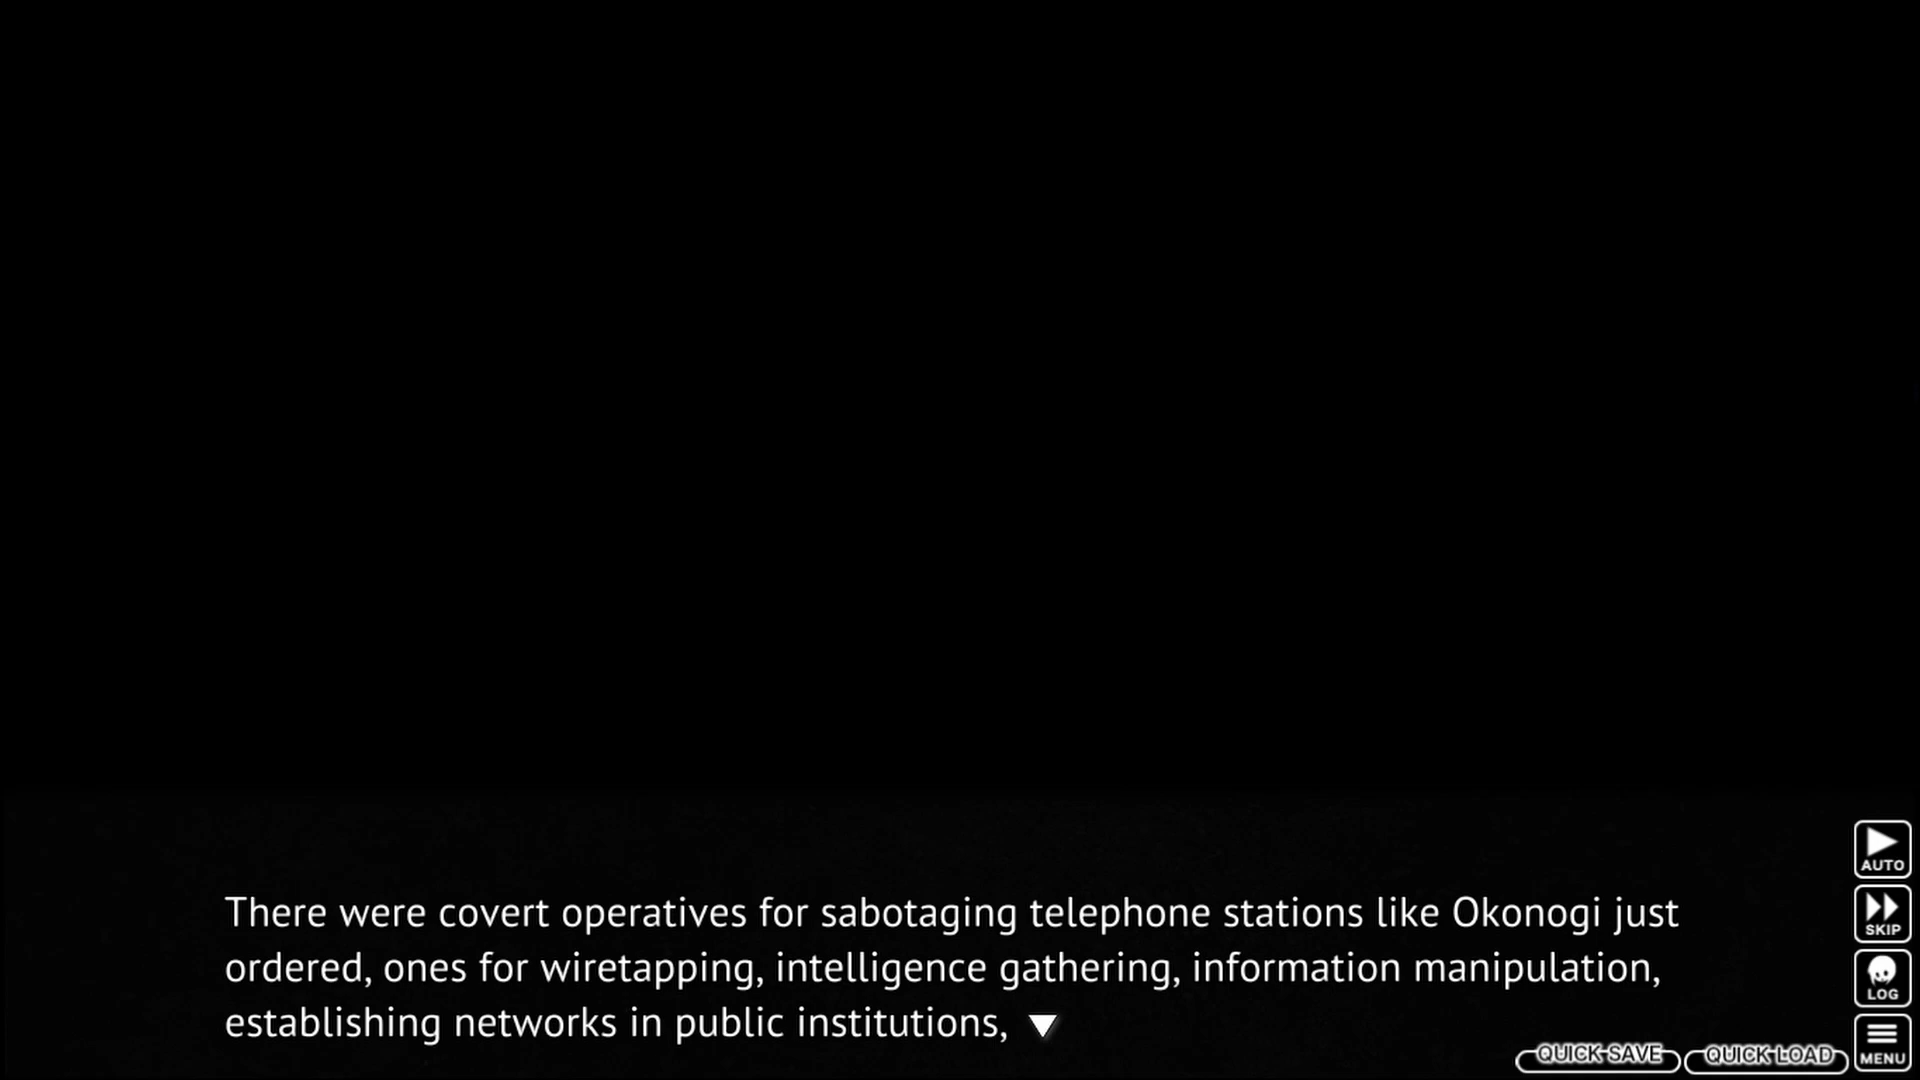 There were covert operatives for sabotaging telephone stations like Okonogi just
ordered, ones for wiretapping, intelligence gathering, information manipulation,
establishing networks in public institutions,
AUTO
SKIP
LOG
MENU
QUICK SAVE
QUICK LOAD